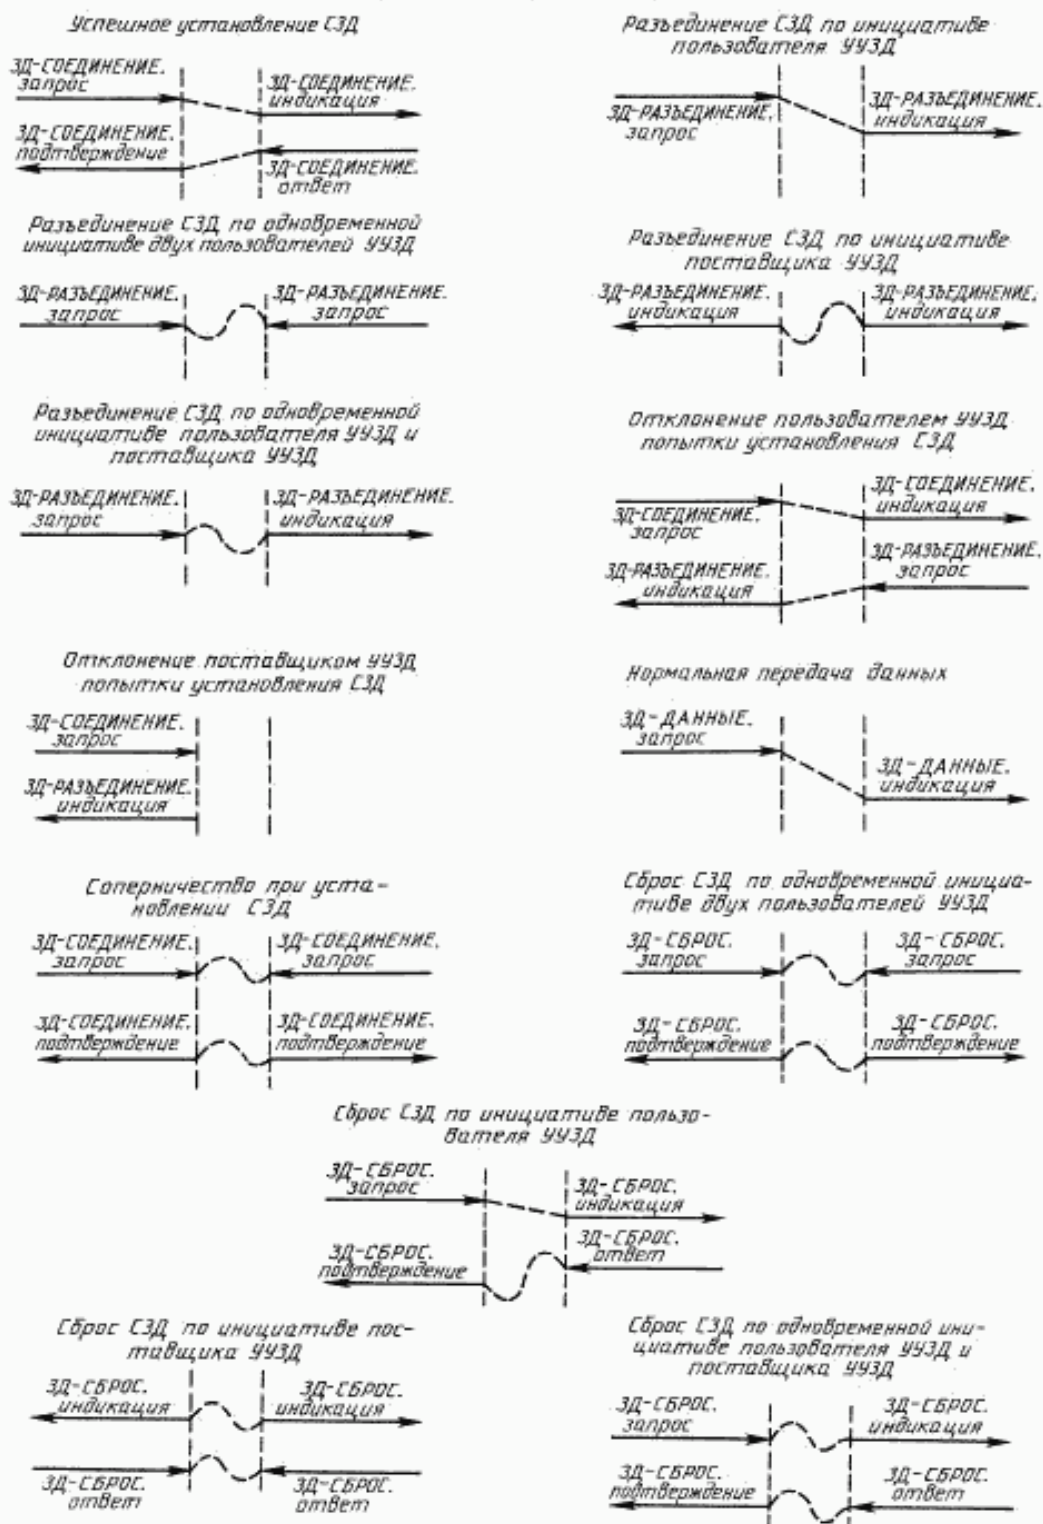 Успешное установление СЗД
ЗД-СОЕДИНЕНИЕ.
запрос
ЗД-СОЕДИНЕНИЕ.
индикация
ЗД-СОЕДИНЕНИЕ.
подтверждение
ЗД-СОЕДИНЕНИЕ.
ответ
Разъединение СЗД по инициативе
пользователя УУЗД
ЗД-РАЗЪЕДИНЕНИЕ.
запрос
ЗД-РАЗЪЕДИНЕНИЕ.
индикация
Разъединение СЗД по одновременной
инициативе двух пользователей УУЗД
ЗД-РАЗЪЕДИНЕНИЕ.
запрос
ЗД-РАЗЪЕДИНЕНИЕ.
запрос
Разъединение СЗД по инициативе
поставщика УУЗД
ЗД-РАЗЪЕДИНЕНИЕ.
индикация
ЗД-РАЗЪЕДИНЕНИЕ.
индикация
Разъединение СЗД по одновременной
инициативе пользователя УУЗД и
поставщика УУЗД
ЗД-РАЗЪЕДИНЕНИЕ.
запрос
ЗД-РАЗЪЕДИНЕНИЕ.
индикация
Отклонение пользователем УУЗД
попытки установления СЗД
ЗД-СОЕДИНЕНИЕ.
запрос
ЗД-СОЕДИНЕНИЕ.
индикация
ЗД-РАЗЪЕДИНЕНИЕ.
индикация
ЗД-РАЗЪЕДИНЕНИЕ.
запрос
Отклонение поставщиком УУЗД
попытки установления СЗД
ЗД-СОЕДИНЕНИЕ.
запрос
ЗД-РАЗЪЕДИНЕНИЕ.
индикация
Нормальная передача данных
ЗД-ДАННЫЕ.
запрос
ЗД-ДАННЫЕ.
индикация
Соперничество при уста-
новлении СЗД
ЗД-СОЕДИНЕНИЕ.
запрос
ЗД-СОЕДИНЕНИЕ.
запрос
ЗД-СОЕДИНЕНИЕ.
подтверждение
ЗД-СОЕДИНЕНИЕ.
подтверждение
Сброс СЗД по одновременной инициа-
тиве двух пользователей УУЗД
ЗД-СБРОС.
запрос
ЗД-СБРОС.
запрос
ЗД-СБРОС.
подтверждение
ЗД-СБРОС.
подтверждение
Сброс СЗД по инициативе пользо-
вателя УУЗД
ЗД-СБРОС.
запрос
ЗД-СБРОС.
индикация
ЗД-СБРОС.
подтверждение
ЗД-СБРОС.
ответ
Сброс СЗД по инициативе пос-
тавщика УУЗД
ЗД-СБРОС.
индикация
ЗД-СБРОС.
индикация
ЗД-СБРОС.
ответ
ЗД-СБРОС.
ответ
Сброс СЗД по одновременной ини-
циативе пользователя УУЗД и
поставщика УУЗД
ЗД-СБРОС.
запрос
ЗД-СБРОС.
индикация
ЗД-СБРОС.
подтверждение
ЗД-СБРОС.
ответ